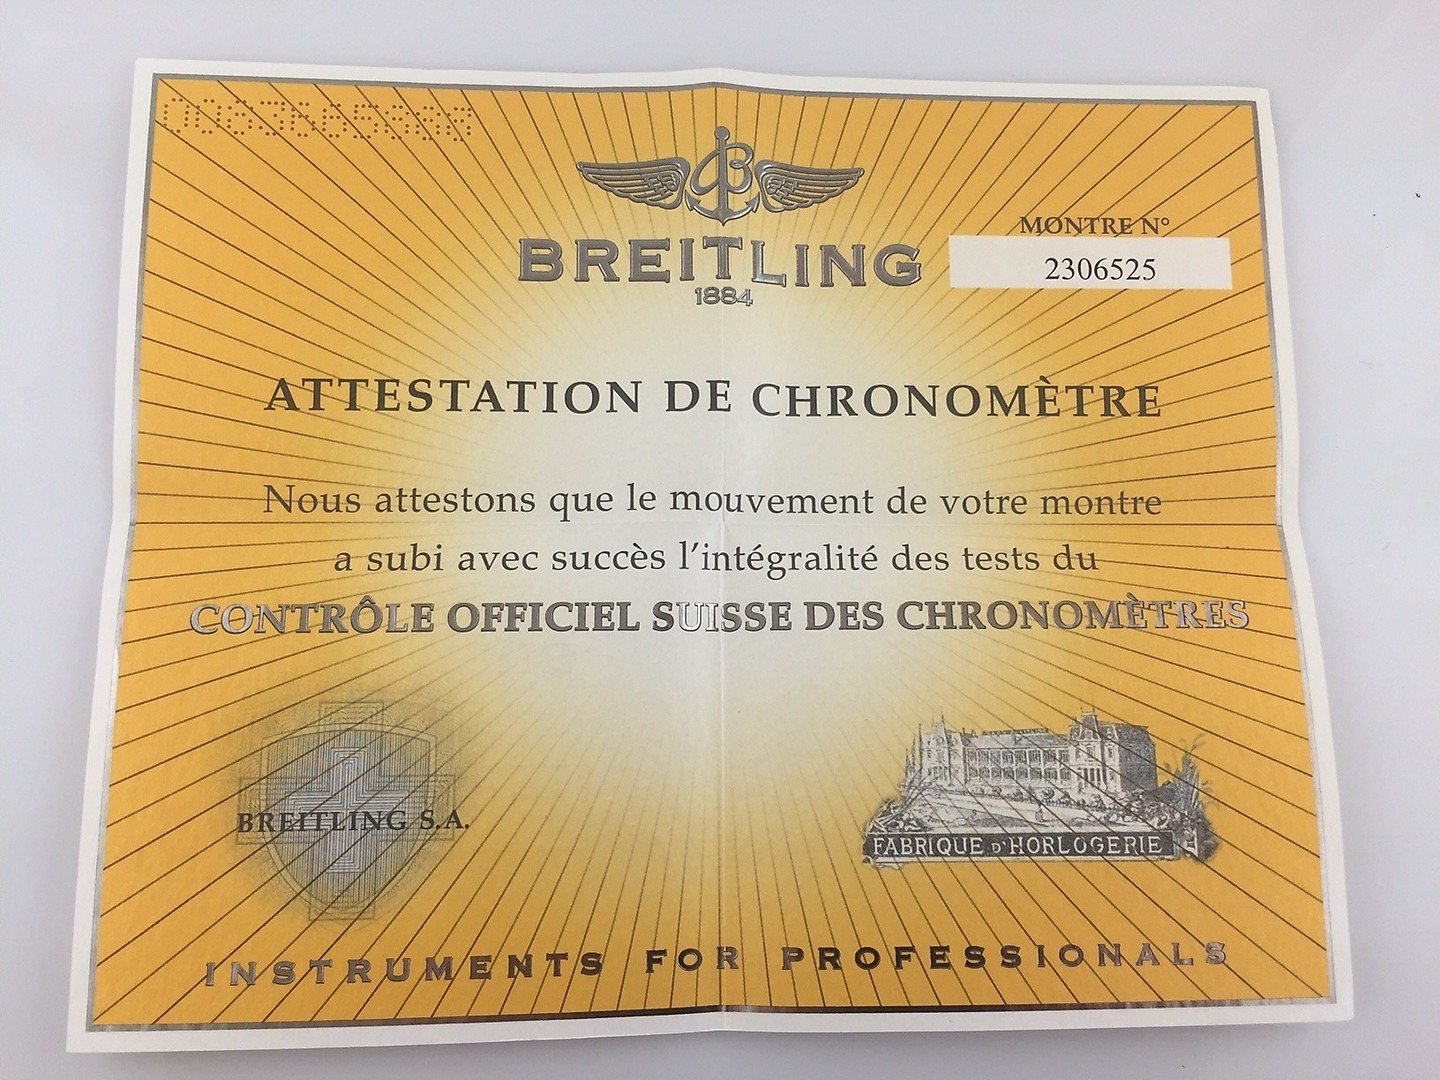 BREITLING
1884
MONTRE N°
2306525
ATTESTATION DE CHRONOMÈTRE
Nous attestons que le mouvement de votre montre
a subi avec succès l'intégralité des tests du
CONTRÔLE OFFICIEL SUISSE DES CHRONOMÈTRES
BREITLING S.A.
FABRIQUE D'HORLOGERIE
INSTRUMENTS FOR PROFESSIONALS